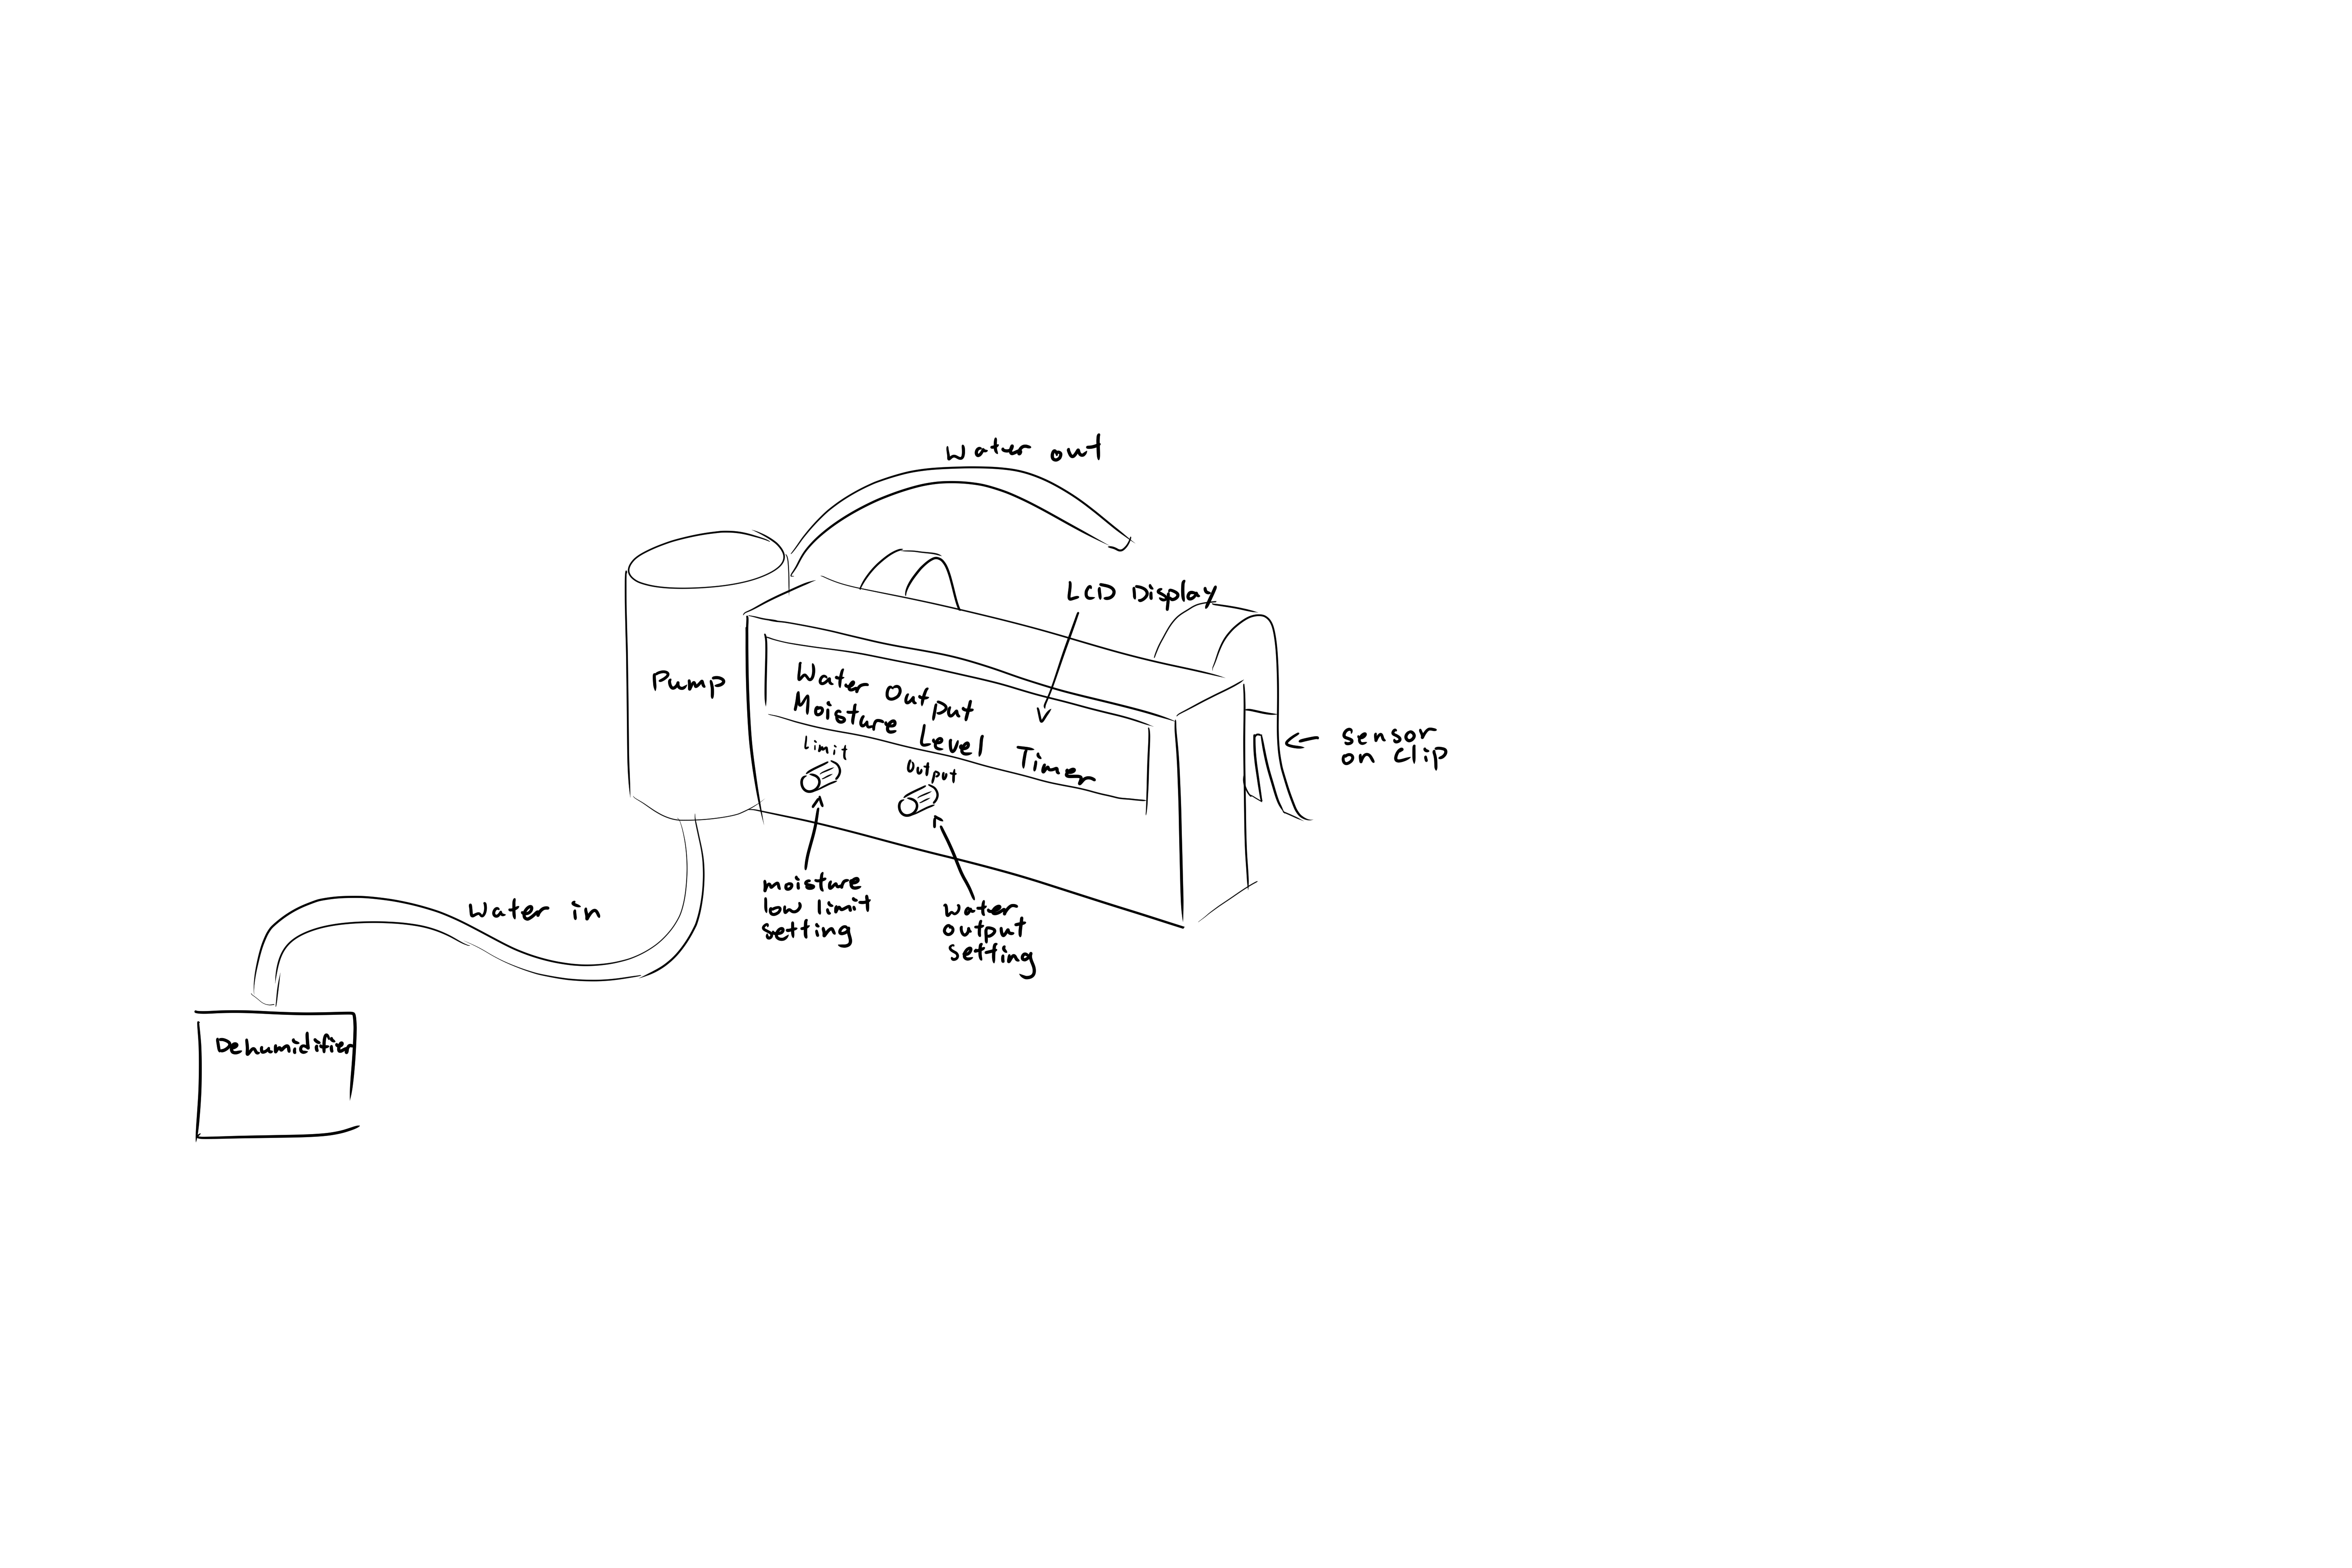 Water out
LCD Display
Pump
Water Output
Moisture Level Timer
Limit
Output
sensor
on clip
moisture
low limit
setting
water
output
setting
Water in
Dehumidifier